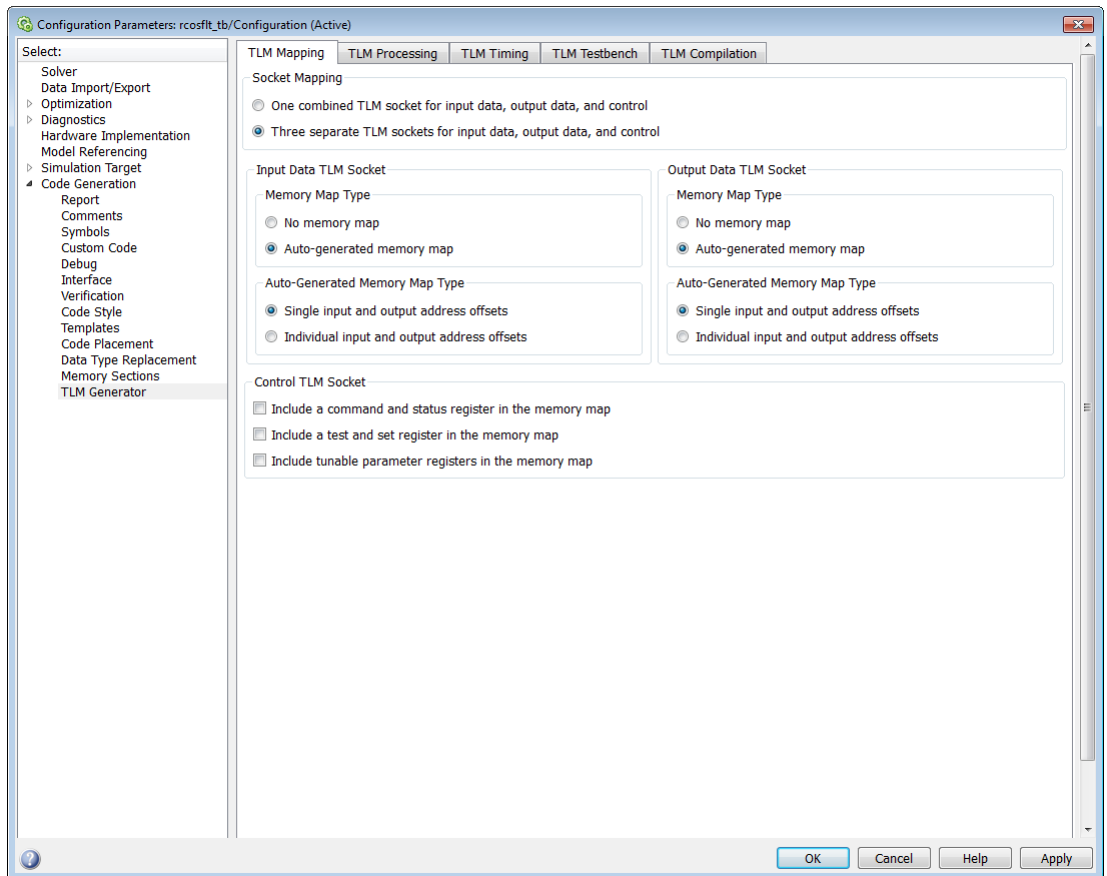 Configuration Parameters: rcosflt_tb/Configuration (Active)
Select:
Solver
Data Import/Export
Optimization
Diagnostics
Hardware Implementation
Model Referencing
Simulation Target
Code Generation
Report
Comments
Symbols
Custom Code
Debug
Interface
Verification
Code Style
Templates
Code Placement
Data Type Replacement
Memory Sections
TLM Generator
TLM Mapping TLM Processing TLM Timing TLM Testbench TLM Compilation
Socket Mapping
One combined TLM socket for input data, output data, and control
Three separate TLM sockets for input data, output data, and control
Input Data TLM Socket
Memory Map Type
No memory map
Auto-generated memory map
Auto-Generated Memory Map Type
Single input and output address offsets
Individual input and output address offsets
Output Data TLM Socket
Memory Map Type
No memory map
Auto-generated memory map
Auto-Generated Memory Map Type
Single input and output address offsets
Individual input and output address offsets
Control TLM Socket
Include a command and status register in the memory map
Include a test and set register in the memory map
Include tunable parameter registers in the memory map
OK Cancel Help Apply